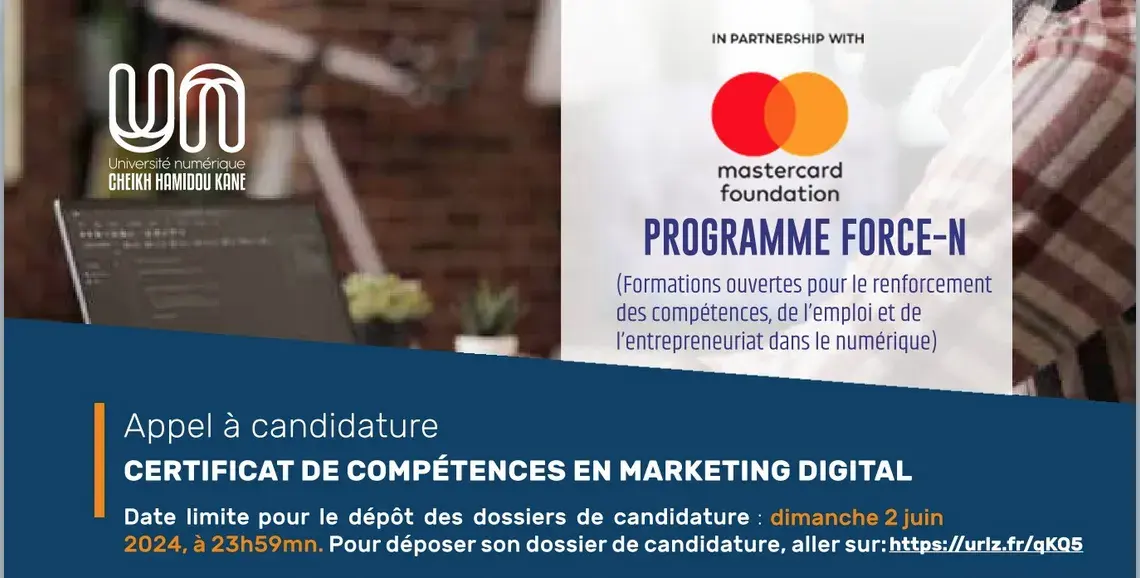 UN
Université numérique
CHEIKH HAMIDOU KANE
IN PARTNERSHIP WITH
mastercard
foundation
PROGRAMME FORCE-N
(Formations ouvertes pour le renforcement
des compétences, de l'emploi et de
l'entrepreneuriat dans le numérique)
Appel à candidature
CERTIFICAT DE COMPÉTENCES EN MARKETING DIGITAL
Date limite pour le dépôt des dossiers de candidature : dimanche 2 juin
2024, à 23h59mn. Pour déposer son dossier de candidature, aller sur: https://urlz.fr/qKQ5